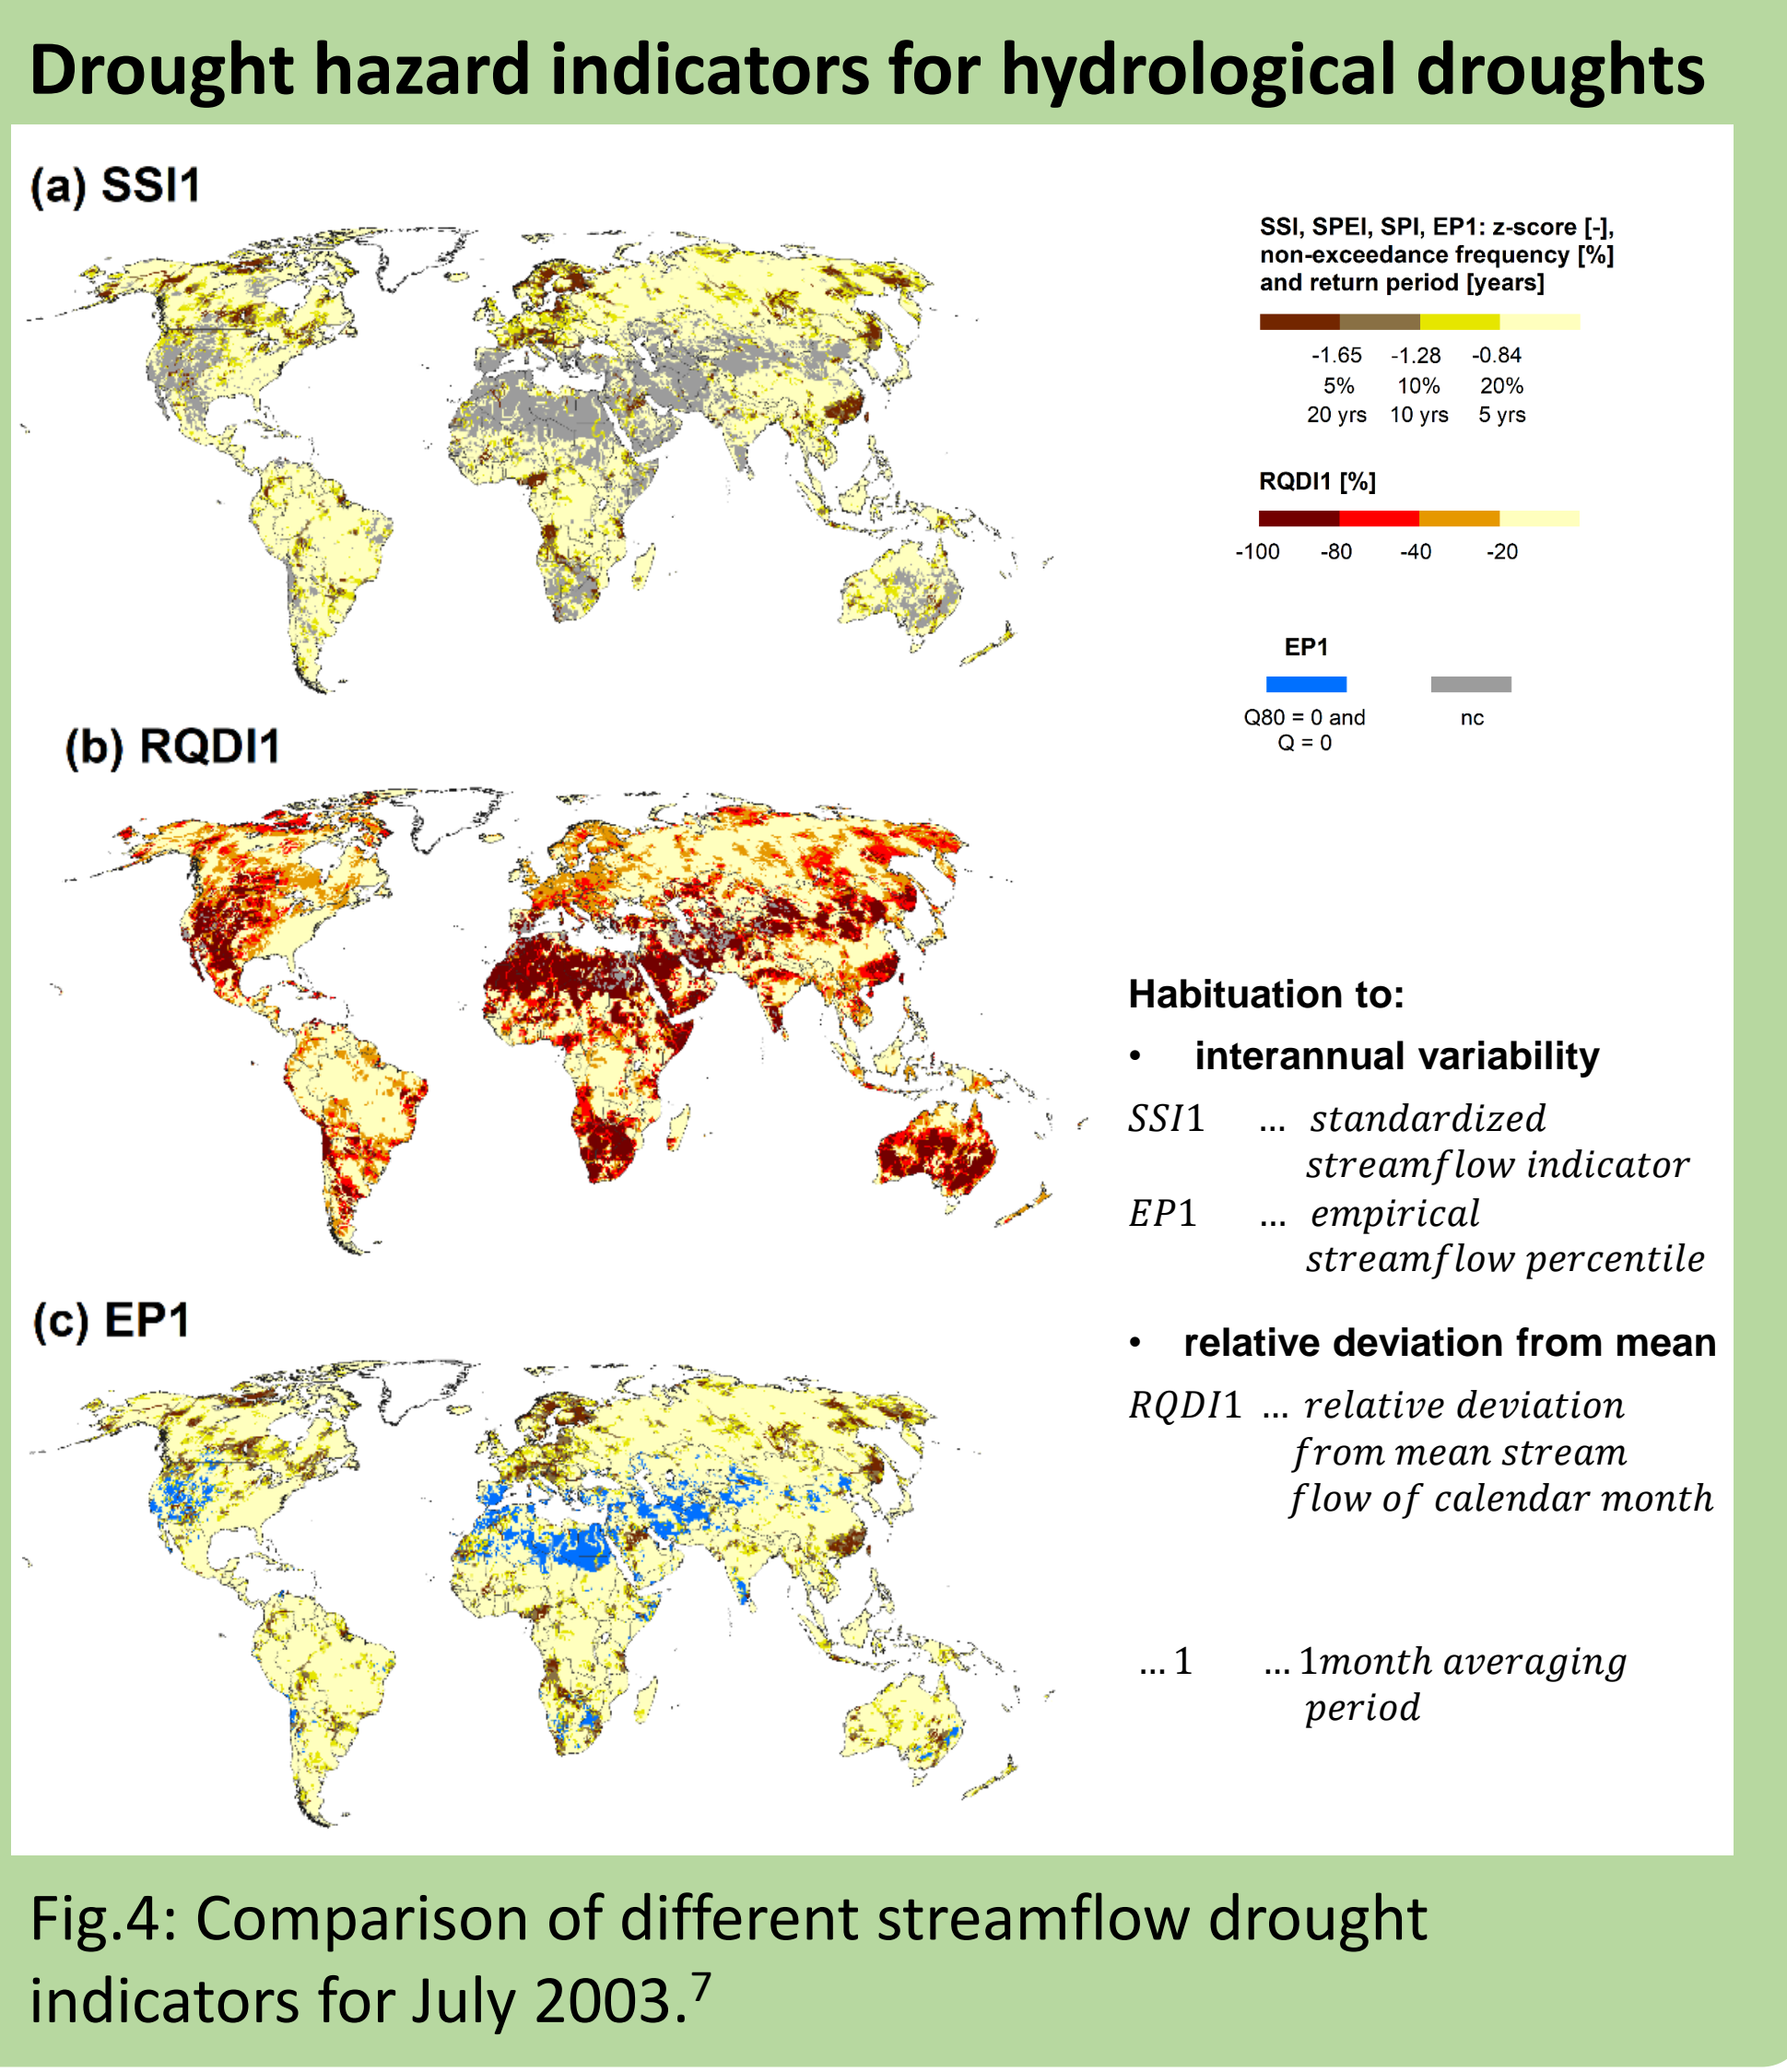 Drought hazard indicators for hydrological droughts
(a) SSI1
SSI, SPEI, SPI, EP1: z-score [-],
non-exceedance frequency [%]
and return period [years]
-1.65 -1.28 -0.84
5% 10% 20%
20 yrs 10 yrs 5 yrs
RQDI1 [%]
-100 -80 -40 -20
EP1
Q80 = 0 and
Q = 0
nc
(b) RQDI1
Habituation to:
• interannual variability
SSI1 ... standardized
streamflow indicator
EP1 ... empirical
streamflow percentile
(c) EP1
• relative deviation from mean
RQDI1 ... relative deviation
from mean stream
flow of calendar month
... 1 ... 1month averaging
period
Fig.4: Comparison of different streamflow drought
indicators for July 2003.⁷